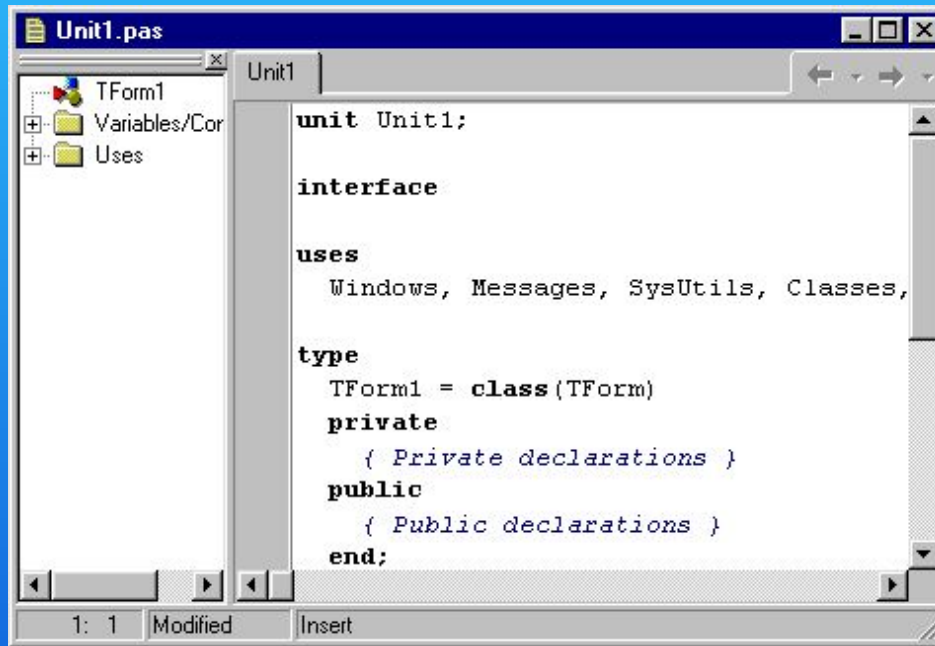 Unit1.pas
TForm1
Variables/Cor
Uses
Unit1
unit Unit1;
interface
uses
Windows, Messages, SysUtils, Classes,
type
TForm1 = class(TForm)
private
{ Private declarations }
public
{ Public declarations }
end;
1: 1 Modified Insert